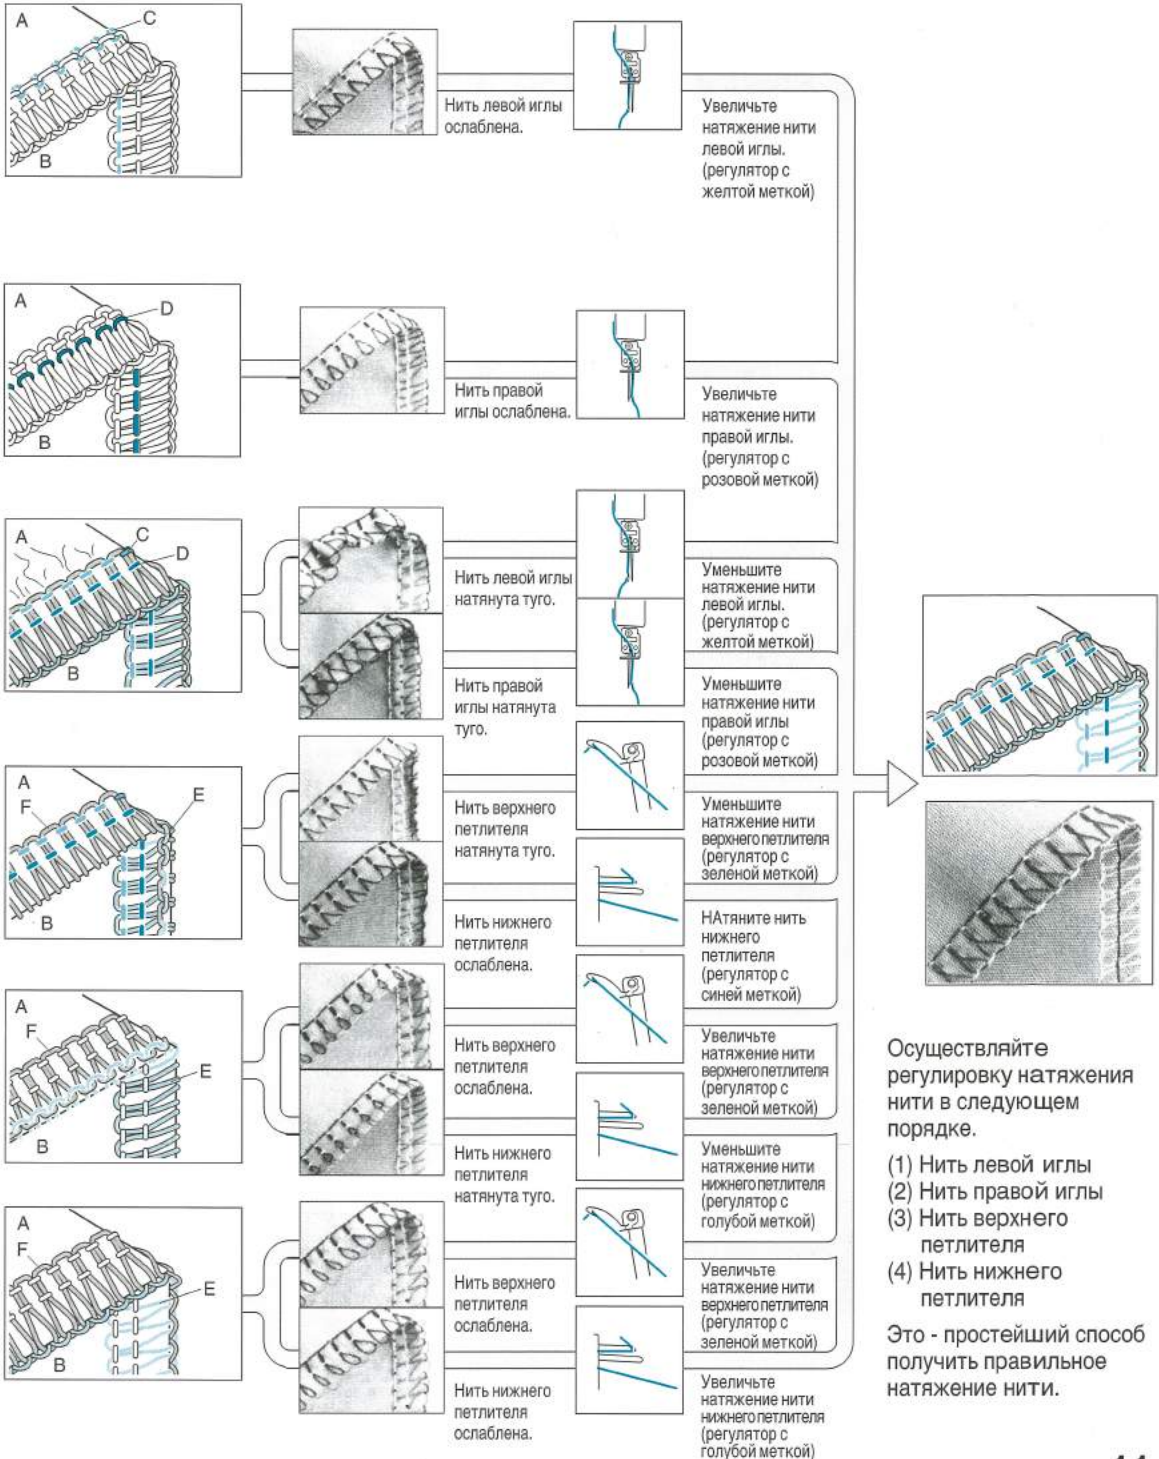 A
C
B
Нить левой иглы
ослаблена.
Увеличьте
натяжение нити
левой иглы.
(регулятор с
желтой меткой)
A
D
B
Нить правой
иглы ослаблена.
Увеличьте
натяжение нити
правой иглы.
(регулятор с
розовой меткой)
A
C
D
B
Нить левой иглы
натянута туго.
Уменьшите
натяжение нити
левой иглы.
(регулятор с
желтой меткой)
Нить правой
иглы натянута
туго.
Уменьшите
натяжение нити
правой иглы
(регулятор с
розовой меткой)
A
F
E
B
Нить верхнего
петлителя
натянута туго.
Уменьшите
натяжение нити
верхнего петлителя
(регулятор с
зеленой меткой)
Нить нижнего
петлителя
ослаблена.
НАтяните нить
нижнего
петлителя
(регулятор с
синей меткой)
A
F
E
B
Нить верхнего
петлителя
ослаблена.
Увеличьте
натяжение нити
верхнего петлителя
(регулятор с
зеленой меткой)
Нить нижнего
петлителя
натянута туго.
Уменьшите
натяжение нити
нижнего петлителя
(регулятор с
голубой меткой)
A
F
E
B
Нить верхнего
петлителя
ослаблена.
Увеличьте
натяжение нити
верхнего петлителя
(регулятор с
зеленой меткой)
Нить нижнего
петлителя
ослаблена.
Увеличьте
натяжение нити
нижнего петлителя
(регулятор с
голубой меткой)
Осуществляйте
регулировку натяжения
нити в следующем
порядке.
(1) Нить левой иглы
(2) Нить правой иглы
(3) Нить верхнего
петлителя
(4) Нить нижнего
петлителя
Это - простейший способ
получить правильное
натяжение нити.